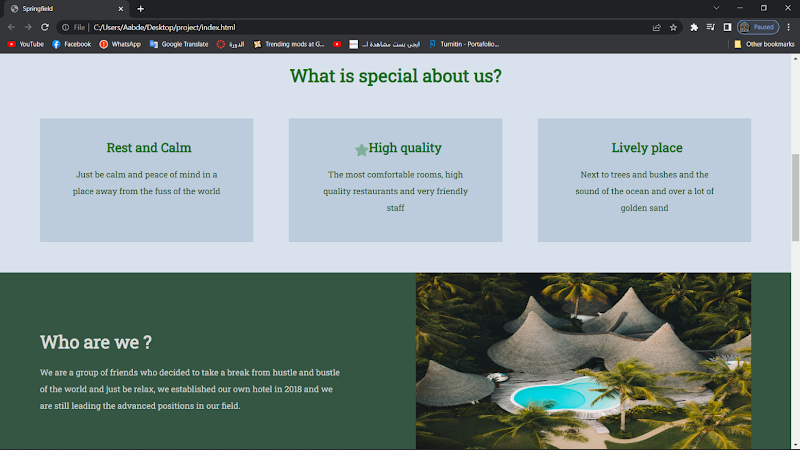 Springfield
File
C:/Users/Aabde/Desktop/project/index.html
Paused
YouTube
Facebook
WhatsApp
Google Translate
الدورة
Trending mods at G...
ايجي بست مشاهدة ا...
Turnitin - Portafolio...
Other bookmarks
What is special about us?
Rest and Calm
Just be calm and peace of mind in a
place away from the fuss of the world
High quality
The most comfortable rooms, high
quality restaurants and very friendly
staff
Lively place
Next to trees and bushes and the
sound of the ocean and over a lot of
golden sand
Who are we ?
We are a group of friends who decided to take a break from hustle and bustle
of the world and just be relax, we established our own hotel in 2018 and we
are still leading the advanced positions in our field.